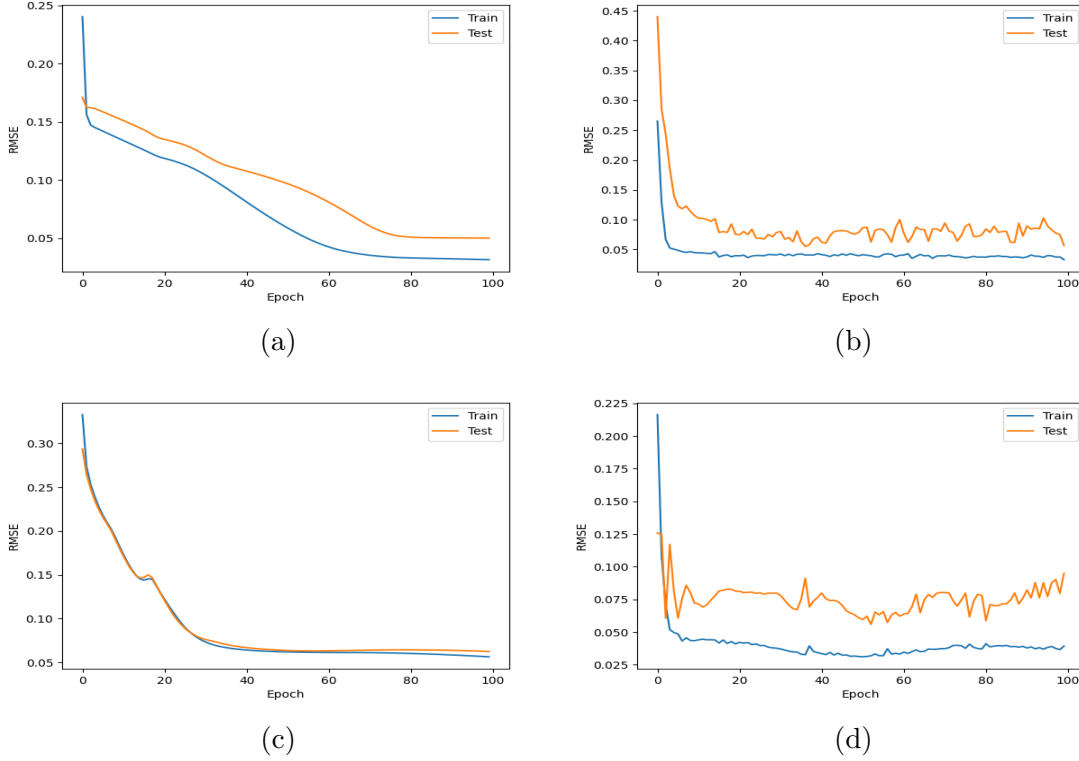 0.25
0.20
0.15
0.10
0.05
RMSE
0 20 40 60 80 100
Epoch
Train
Test
(a)
0.45
0.40
0.35
0.30
0.25
0.20
0.15
0.10
0.05
RMSE
0 20 40 60 80 100
Epoch
Train
Test
(b)
0.30
0.25
0.20
0.15
0.10
0.05
RMSE
0 20 40 60 80 100
Epoch
Train
Test
(c)
0.225
0.200
0.175
0.150
0.125
0.100
0.075
0.050
0.025
RMSE
0 20 40 60 80 100
Epoch
Train
Test
(d)